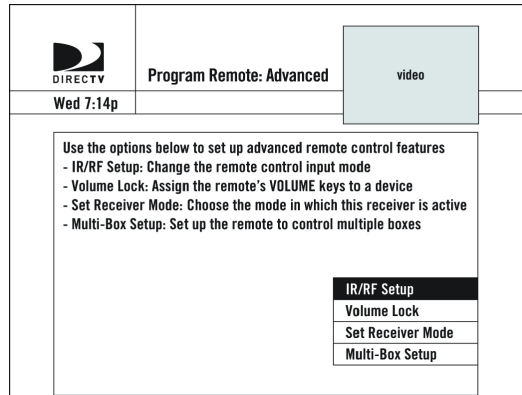 DIRECTV
Program Remote: Advanced
video
Wed 7:14p
Use the options below to set up advanced remote control features
- IR/RF Setup: Change the remote control input mode
- Volume Lock: Assign the remote's VOLUME keys to a device
- Set Receiver Mode: Choose the mode in which this receiver is active
- Multi-Box Setup: Set up the remote to control multiple boxes
IR/RF Setup
Volume Lock
Set Receiver Mode
Multi-Box Setup